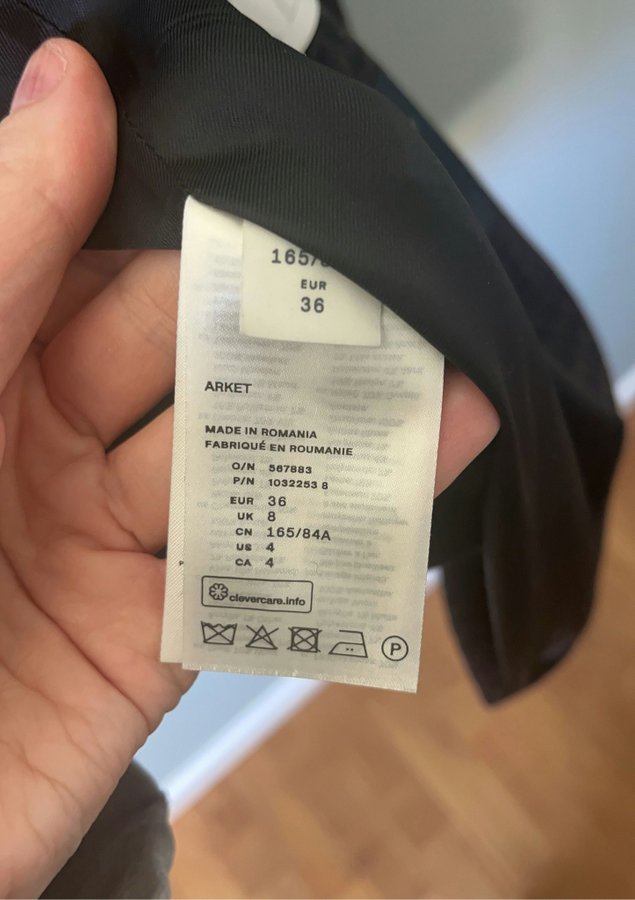 EUR
36
ARKET
MADE IN ROMANIA
FABRIQUÉ EN ROUMANIE
O/N 567883
P/N 1032253 8
EUR 36
UK 8
CN 165/84A
US 4
CA 4
clevercare.info
P